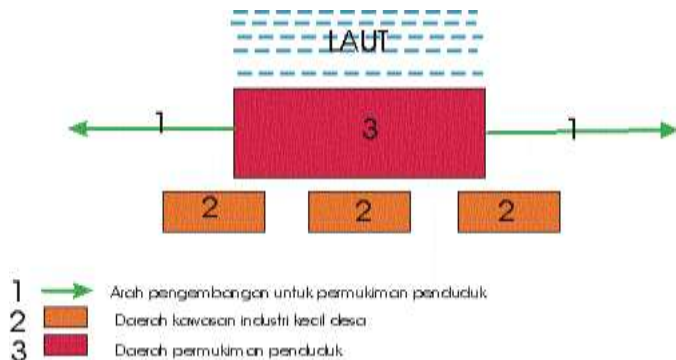 LAUT
1
3
1
2
2
2
1 Arah pengembangan untuk permukiman penduduk
2 Daerah kawasan industri kecil desa
3 Daerah permukiman penduduk